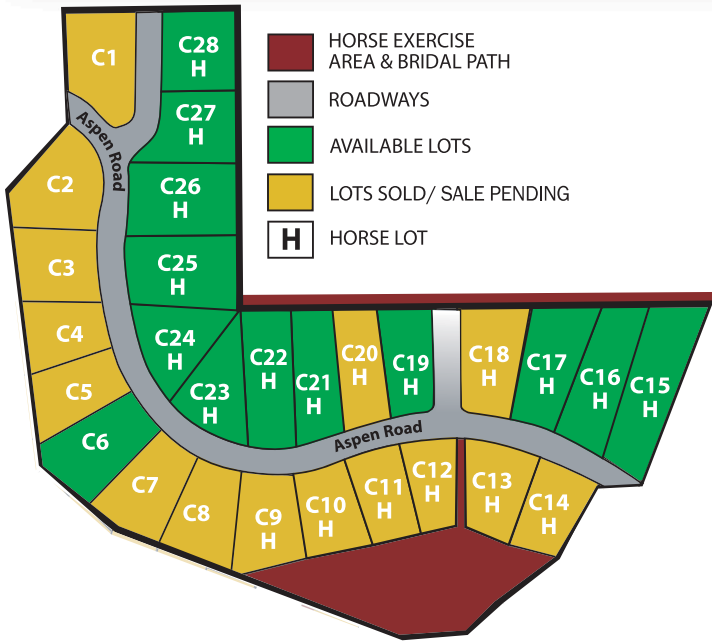 C1
C28
H
HORSE EXERCISE
AREA & BRIDAL PATH
ROADWAYS
C27
H
Aspen Road
AVAILABLE LOTS
C2
C26
H
LOTS SOLD/ SALE PENDING
H HORSE LOT
C3
C25
H
C4
C24
H
C5
C23
H
C22
H
C21
H
C20
H
C19
H
C18
H
C17
H
C16
H
C15
H
Aspen Road
C6
C7
C8
C9
H
C10
H
C11
H
C12
H
C13
H
C14
H